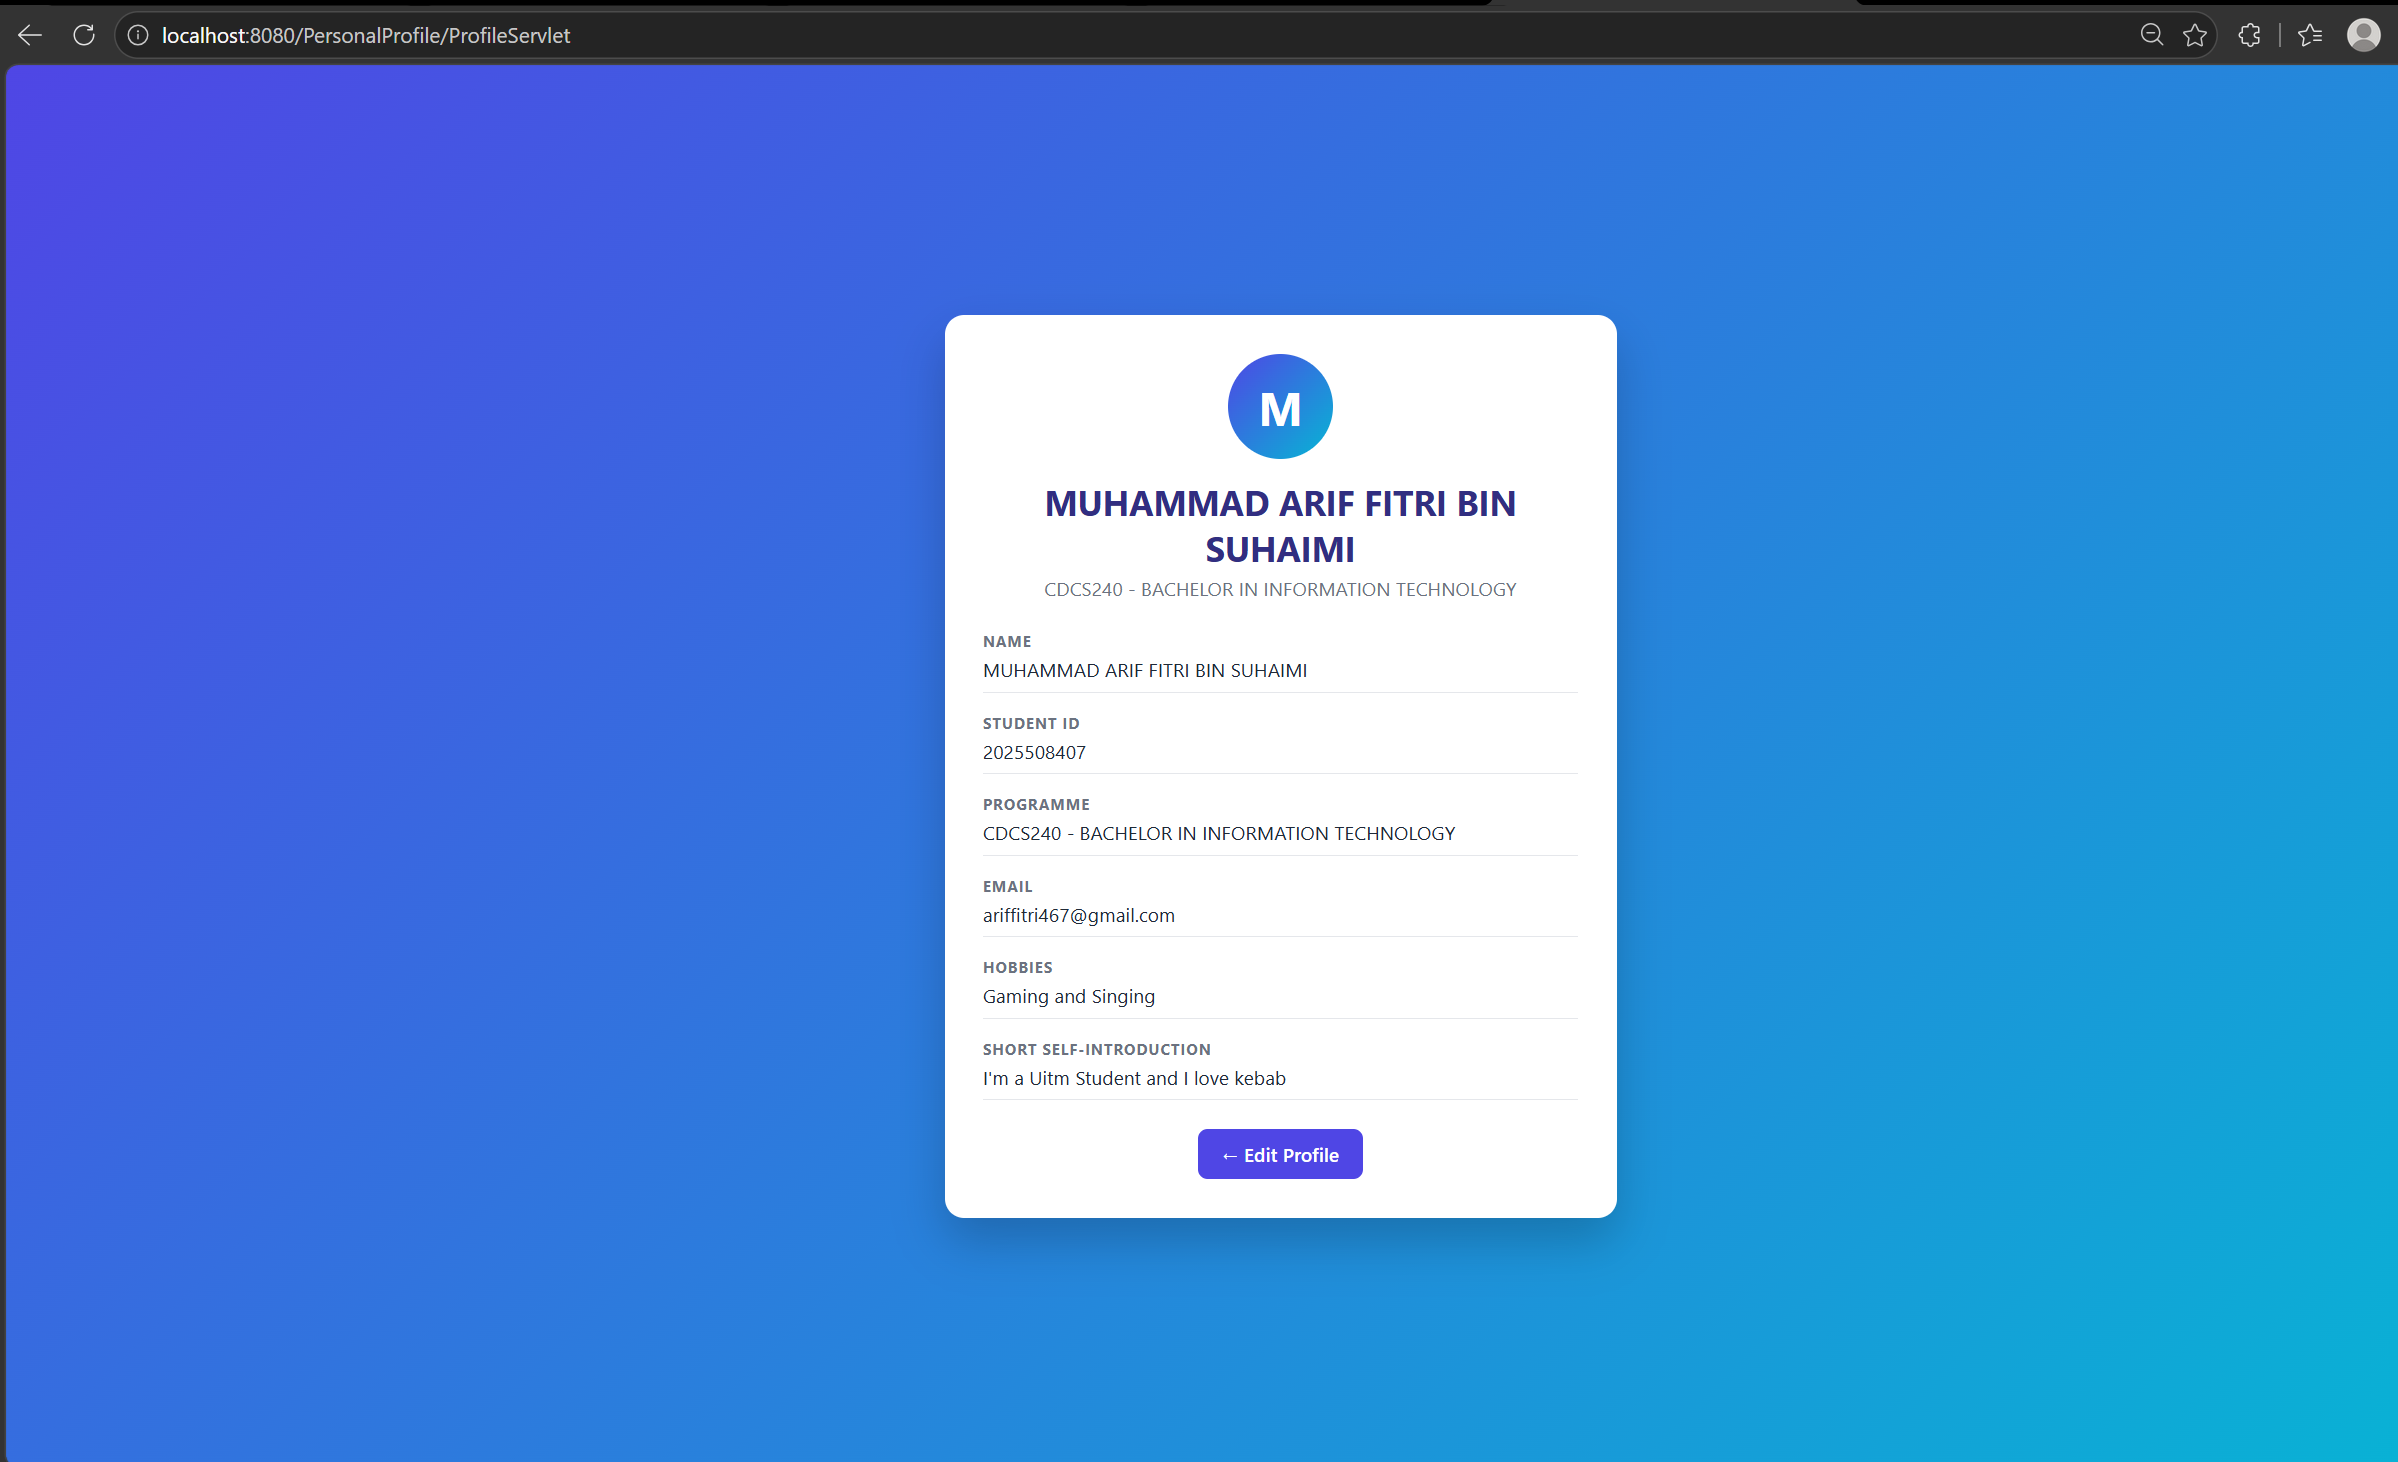 localhost:8080/PersonalProfile/ProfileServlet
M
MUHAMMAD ARIF FITRI BIN
SUHAIMI
CDCS240 - BACHELOR IN INFORMATION TECHNOLOGY
NAME
MUHAMMAD ARIF FITRI BIN SUHAIMI
STUDENT ID
2025508407
PROGRAMME
CDCS240 - BACHELOR IN INFORMATION TECHNOLOGY
EMAIL
ariffitri467@gmail.com
HOBBIES
Gaming and Singing
SHORT SELF-INTRODUCTION
I'm a Uitm Student and I love kebab
← Edit Profile